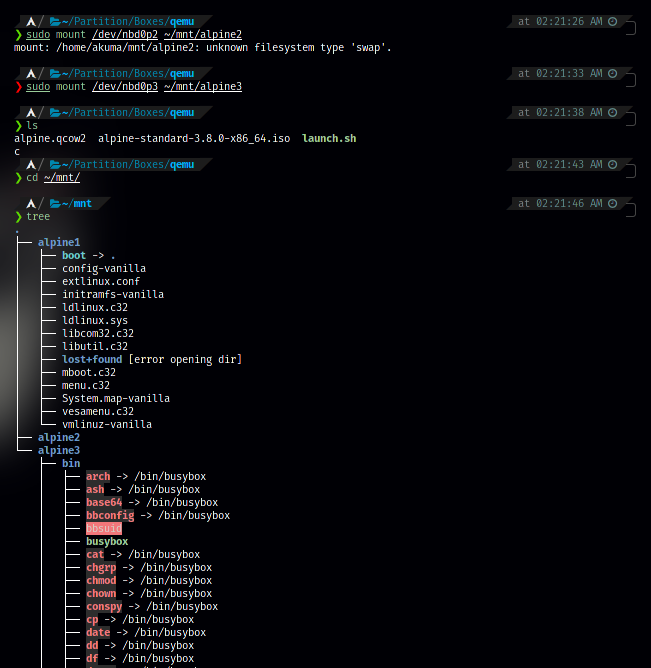 ~/Partition/Boxes/qemu at 02:21:26 AM
❯ sudo mount /dev/nbd0p2 ~/mnt/alpine2
mount: /home/akuma/mnt/alpine2: unknown filesystem type 'swap'.
~/Partition/Boxes/qemu at 02:21:33 AM
❯ sudo mount /dev/nbd0p3 ~/mnt/alpine3
~/Partition/Boxes/qemu at 02:21:38 AM
❯ ls
alpine.qcow2 alpine-standard-3.8.0-x86_64.iso launch.sh
c
~/Partition/Boxes/qemu at 02:21:43 AM
❯ cd ~/mnt/
~/mnt at 02:21:46 AM
❯ tree
.
├── alpine1
│   ├── boot -> .
│   ├── config-vanilla
│   ├── extlinux.conf
│   ├── initramfs-vanilla
│   ├── ldlinux.c32
│   ├── ldlinux.sys
│   ├── libcom32.c32
│   ├── libutil.c32
│   ├── lost+found [error opening dir]
│   ├── mboot.c32
│   ├── menu.c32
│   ├── System.map-vanilla
│   ├── vesamenu.c32
│   └── vmlinuz-vanilla
├── alpine2
└── alpine3
    ├── bin
    │   ├── arch -> /bin/busybox
    │   ├── ash -> /bin/busybox
    │   ├── base64 -> /bin/busybox
    │   ├── bbconfig -> /bin/busybox
    │   ├── bbsuid
    │   ├── busybox
    │   ├── cat -> /bin/busybox
    │   ├── chgrp -> /bin/busybox
    │   ├── chmod -> /bin/busybox
    │   ├── chown -> /bin/busybox
    │   ├── conspy -> /bin/busybox
    │   ├── cp -> /bin/busybox
    │   ├── date -> /bin/busybox
    │   ├── dd -> /bin/busybox
    │   ├── df -> /bin/busybox